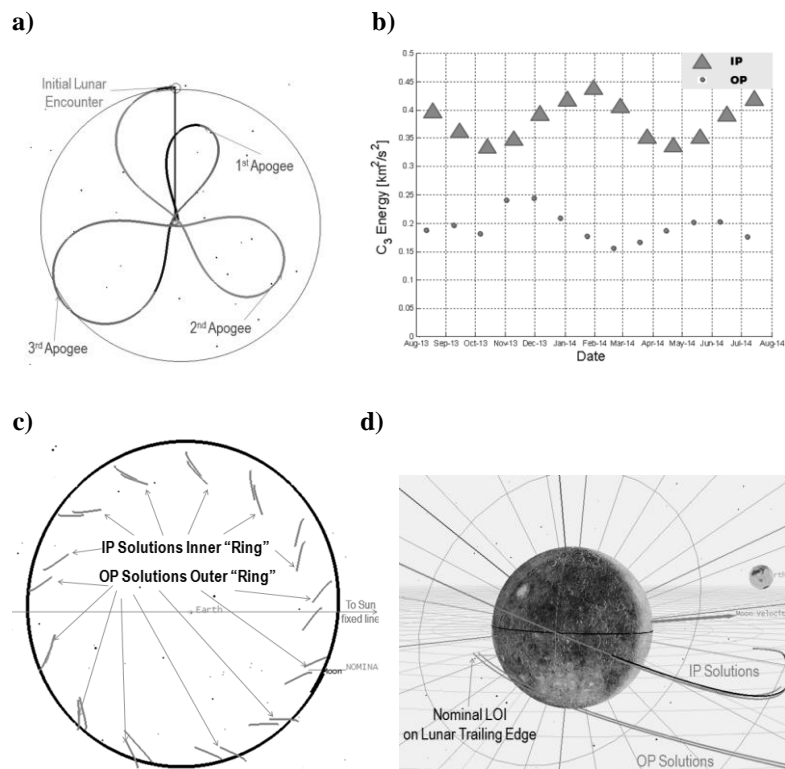 a)
Initial Lunar
Encounter
1st Apogee
2nd Apogee
3rd Apogee
b)
0.5
0.45
0.4
0.35
0.3
0.25
0.2
0.15
0.1
0.05
0
C3 Energy [km2/s2]
IP
OP
Aug-13 Sep-13 Oct-13 Nov-13 Dec-13 Jan-14 Feb-14 Mar-14 Apr-14 May-14 Jun-14 Jul-14 Aug-14
Date
c)
IP Solutions Inner “Ring”
OP Solutions Outer “Ring”
Earth
To Sun
fixed line
Moon
NOMINA
d)
Moon Velocit
IP Solutions
Nominal LOI
on Lunar Trailing Edge
OP Solutions